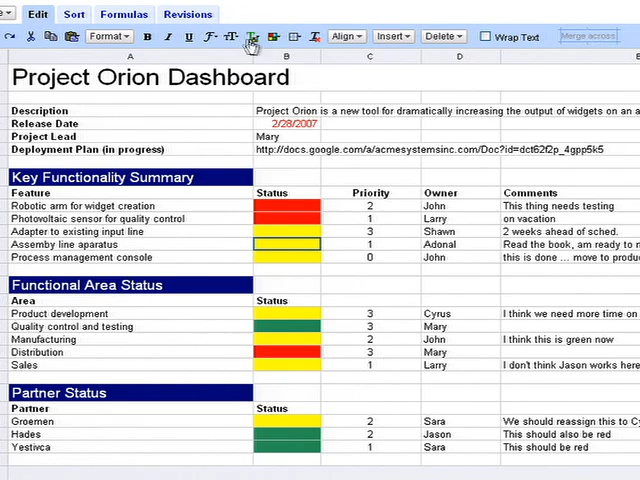 Edit Sort Formulas Revisions
Format B I U F T T Align Insert Delete Wrap Text Merge across
A B C D
Project Orion Dashboard
Description Project Orion is a new tool for dramatically increasing the output of widgets on an a
Release Date 2/28/2007
Project Lead Mary
Deployment Plan (in progress) http://docs.google.com/a/acmesystemsinc.com/Doc?id=dct62f2p_4gpp5k5
Key Functionality Summary
Feature Status Priority Owner Comments
Robotic arm for widget creation 2 John This thing needs testing
Photovoltaic sensor for quality control 1 Larry on vacation
Adapter to existing input line 3 Shawn 2 weeks ahead of sched.
Assemby line aparatus 1 Adonal Read the book, am ready to m
Process management console 0 John this is done ... move to produc
Functional Area Status
Area Status
Product development 3 Cyrus I think we need more time on
Quality control and testing 3 Mary
Manufacturing 2 John I think this is green now
Distribution 3 Mary
Sales 1 Larry I don't think Jason works here
Partner Status
Partner Status
Groemen 2 Sara We should reassign this to Cy
Hades 2 Jason This should also be red
Yestivca 1 Sara This should be red